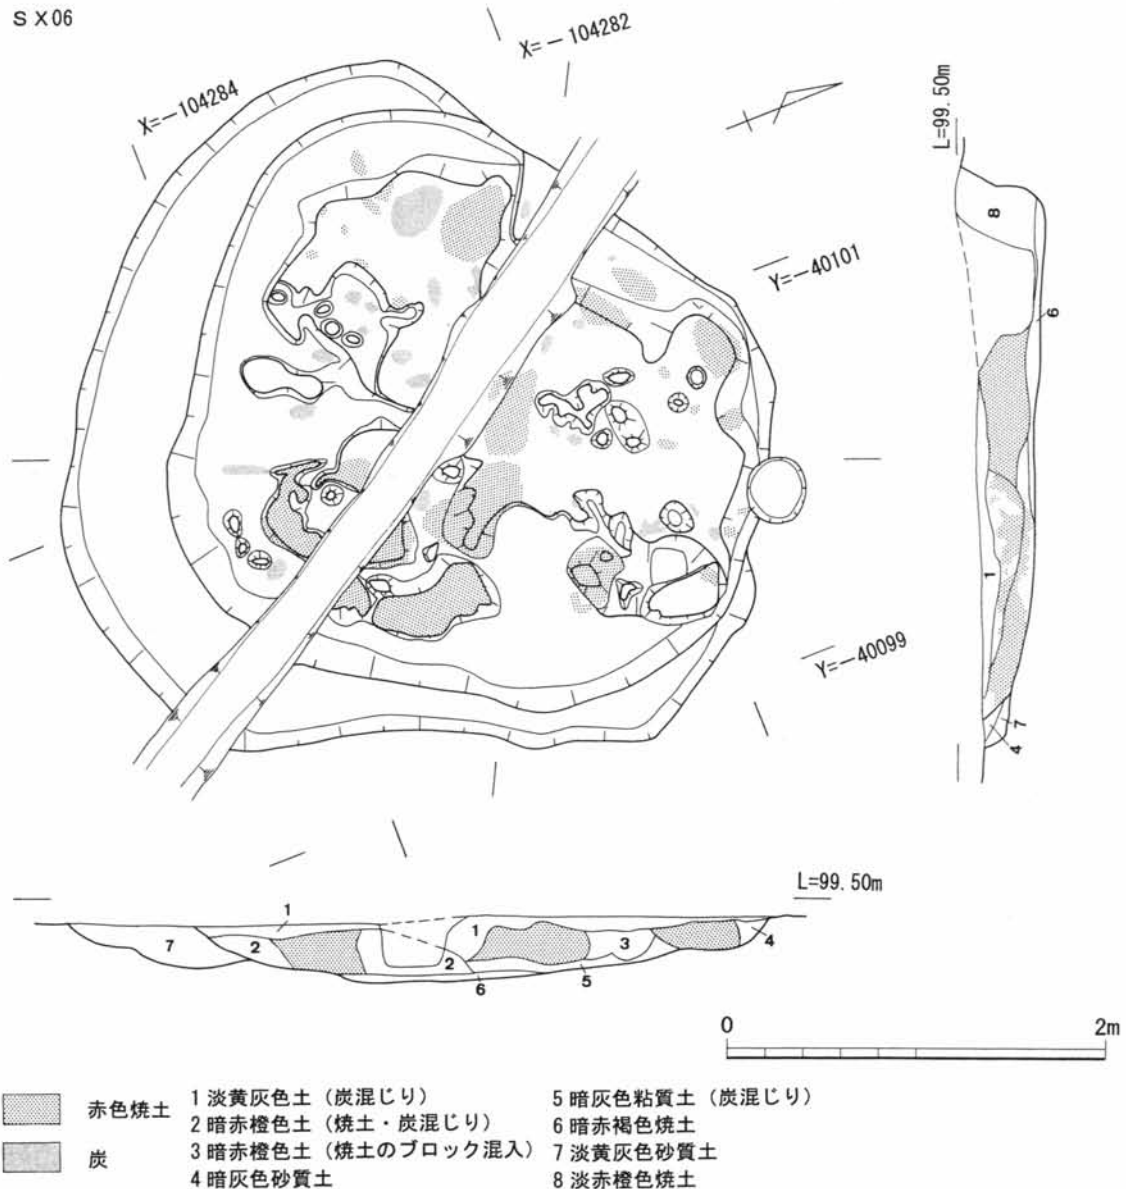 SX06
X=-104282
X=-104284
L=99.50m
8
Y=-40101
6
1
Y=-40099
7
4
L=99.50m
1
7
2
1
3
4
2
5
6
0 2m
赤色焼土
炭
1 淡黄灰色土（炭混じり）
2 暗赤橙色土（焼土・炭混じり）
3 暗赤橙色土（焼土のブロック混入）
4 暗灰色砂質土
5 暗灰色粘質土（炭混じり）
6 暗赤褐色焼土
7 淡黄灰色砂質土
8 淡赤橙色焼土